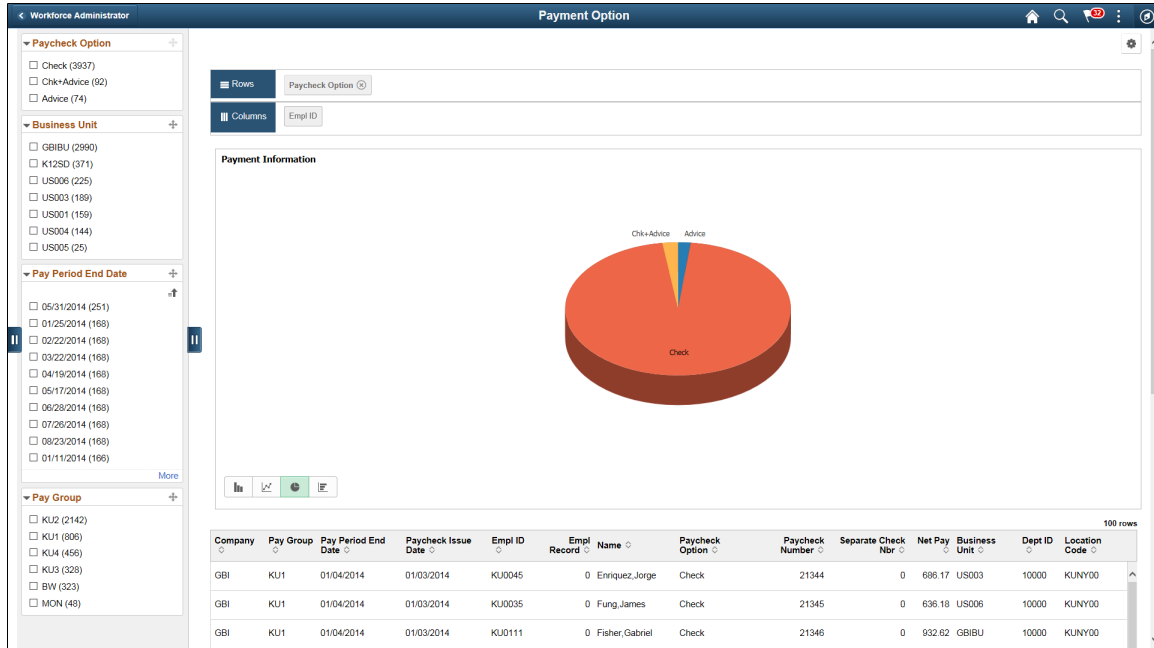 Workforce Administrator
Payment Option
32
Paycheck Option
Check (3937)
Chk+Advice (92)
Advice (74)
Business Unit
GBIBU (2990)
K12SD (371)
US006 (225)
US003 (189)
US001 (159)
US004 (144)
US005 (25)
Pay Period End Date
05/31/2014 (251)
01/25/2014 (168)
02/22/2014 (168)
03/22/2014 (168)
04/19/2014 (168)
05/17/2014 (168)
06/28/2014 (168)
07/26/2014 (168)
08/23/2014 (168)
01/11/2014 (166)
More
Pay Group
KU2 (2142)
KU1 (806)
KU4 (456)
KU3 (328)
BW (323)
MON (48)
Rows Paycheck Option
Columns Empl ID
Payment Information
Chk+Advice Advice
Check
100 rows
Company Pay Group Pay Period End Date Paycheck Issue Date Empl ID Empl Record Name Paycheck Option Paycheck Number Separate Check Nbr Net Pay Business Unit Dept ID Location Code
GBI KU1 01/04/2014 01/03/2014 KU0045 0 Enriquez,Jorge Check 21344 0 686.17 US003 10000 KUNY00
GBI KU1 01/04/2014 01/03/2014 KU0035 0 Fung,James Check 21345 0 636.18 US006 10000 KUNY00
GBI KU1 01/04/2014 01/03/2014 KU0111 0 Fisher,Gabriel Check 21346 0 932.62 GBIBU 10000 KUNY00